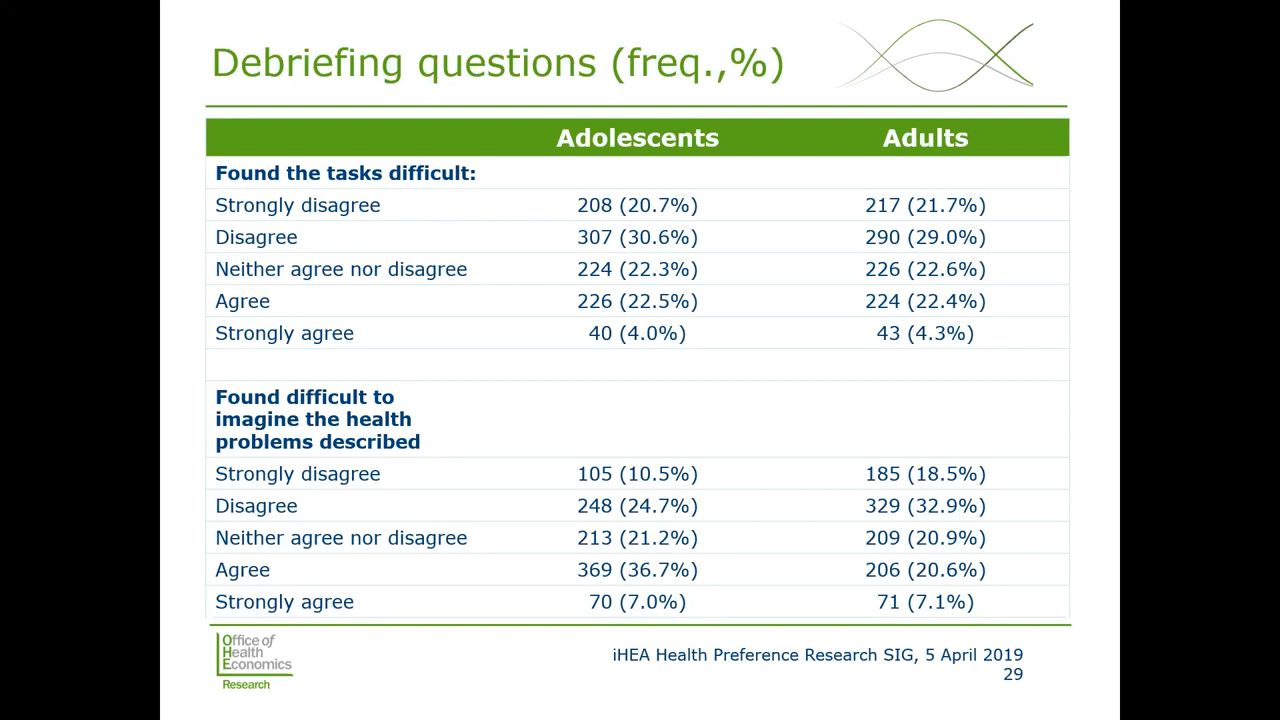 Debriefing questions (freq.,%)
Adolescents Adults
Found the tasks difficult:
Strongly disagree 208 (20.7%) 217 (21.7%)
Disagree 307 (30.6%) 290 (29.0%)
Neither agree nor disagree 224 (22.3%) 226 (22.6%)
Agree 226 (22.5%) 224 (22.4%)
Strongly agree 40 (4.0%) 43 (4.3%)
Found difficult to
imagine the health
problems described
Strongly disagree 105 (10.5%) 185 (18.5%)
Disagree 248 (24.7%) 329 (32.9%)
Neither agree nor disagree 213 (21.2%) 209 (20.9%)
Agree 369 (36.7%) 206 (20.6%)
Strongly agree 70 (7.0%) 71 (7.1%)
Office of
Health
Economics
Research
iHEA Health Preference Research SIG, 5 April 2019
29